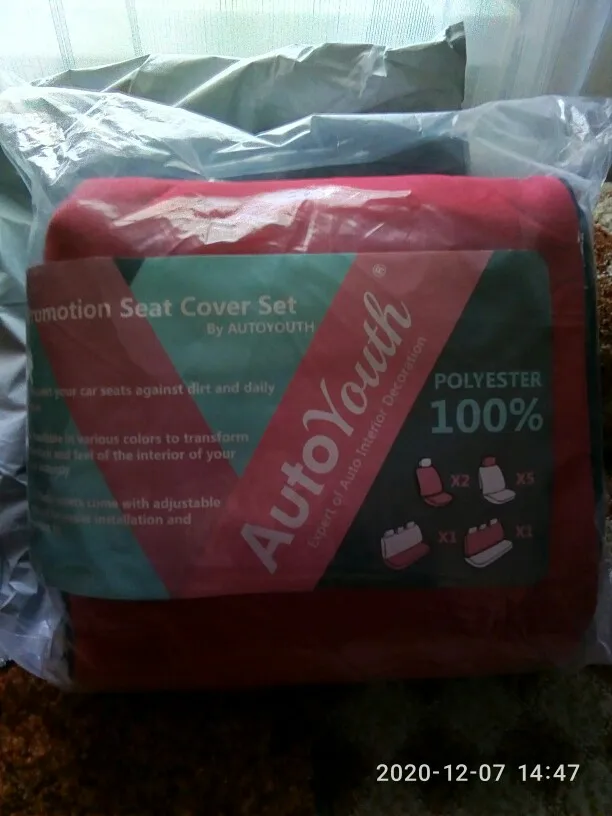 Seat Cover Set
By AUTOYOUTH
your car seats against dirt and daily
in various colors to transform
and feel of the interior of your
come with adjustable
installation and
AutoYouth®
Expert of Auto Interior Decoration
POLYESTER
100%
X2 X5
X1 X1
2020-12-07 14:47